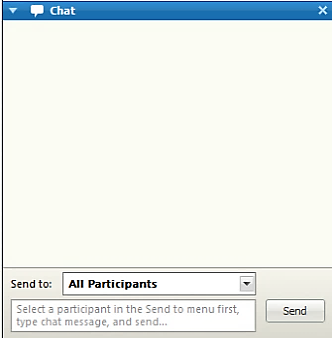 Chat
Send to: All Participants
Select a participant in the Send to menu first,
type chat message, and send...
Send